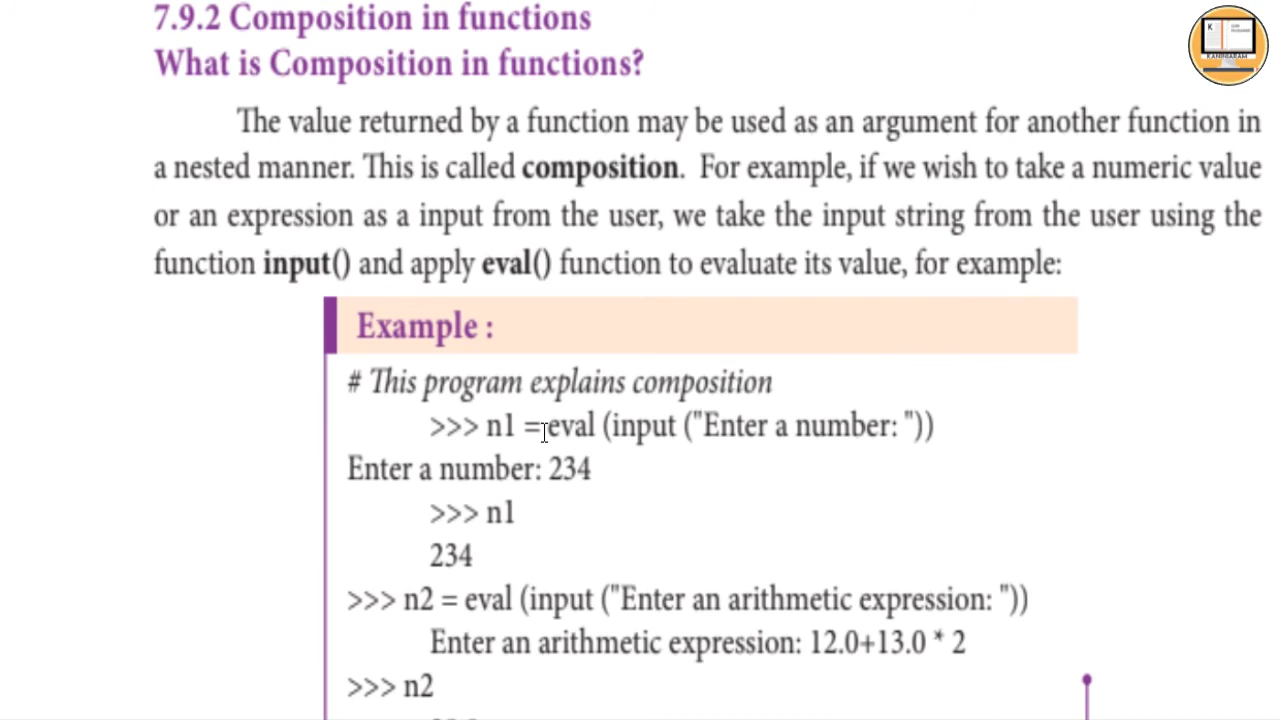 7.9.2 Composition in functions
What is Composition in functions?
The value returned by a function may be used as an argument for another function in
a nested manner. This is called composition. For example, if we wish to take a numeric value
or an expression as a input from the user, we take the input string from the user using the
function input() and apply eval() function to evaluate its value, for example:
Example :
# This program explains composition
>>> n1 = eval (input ("Enter a number: "))
Enter a number: 234
>>> n1
234
>>> n2 = eval (input ("Enter an arithmetic expression: "))
Enter an arithmetic expression: 12.0+13.0 * 2
>>> n2